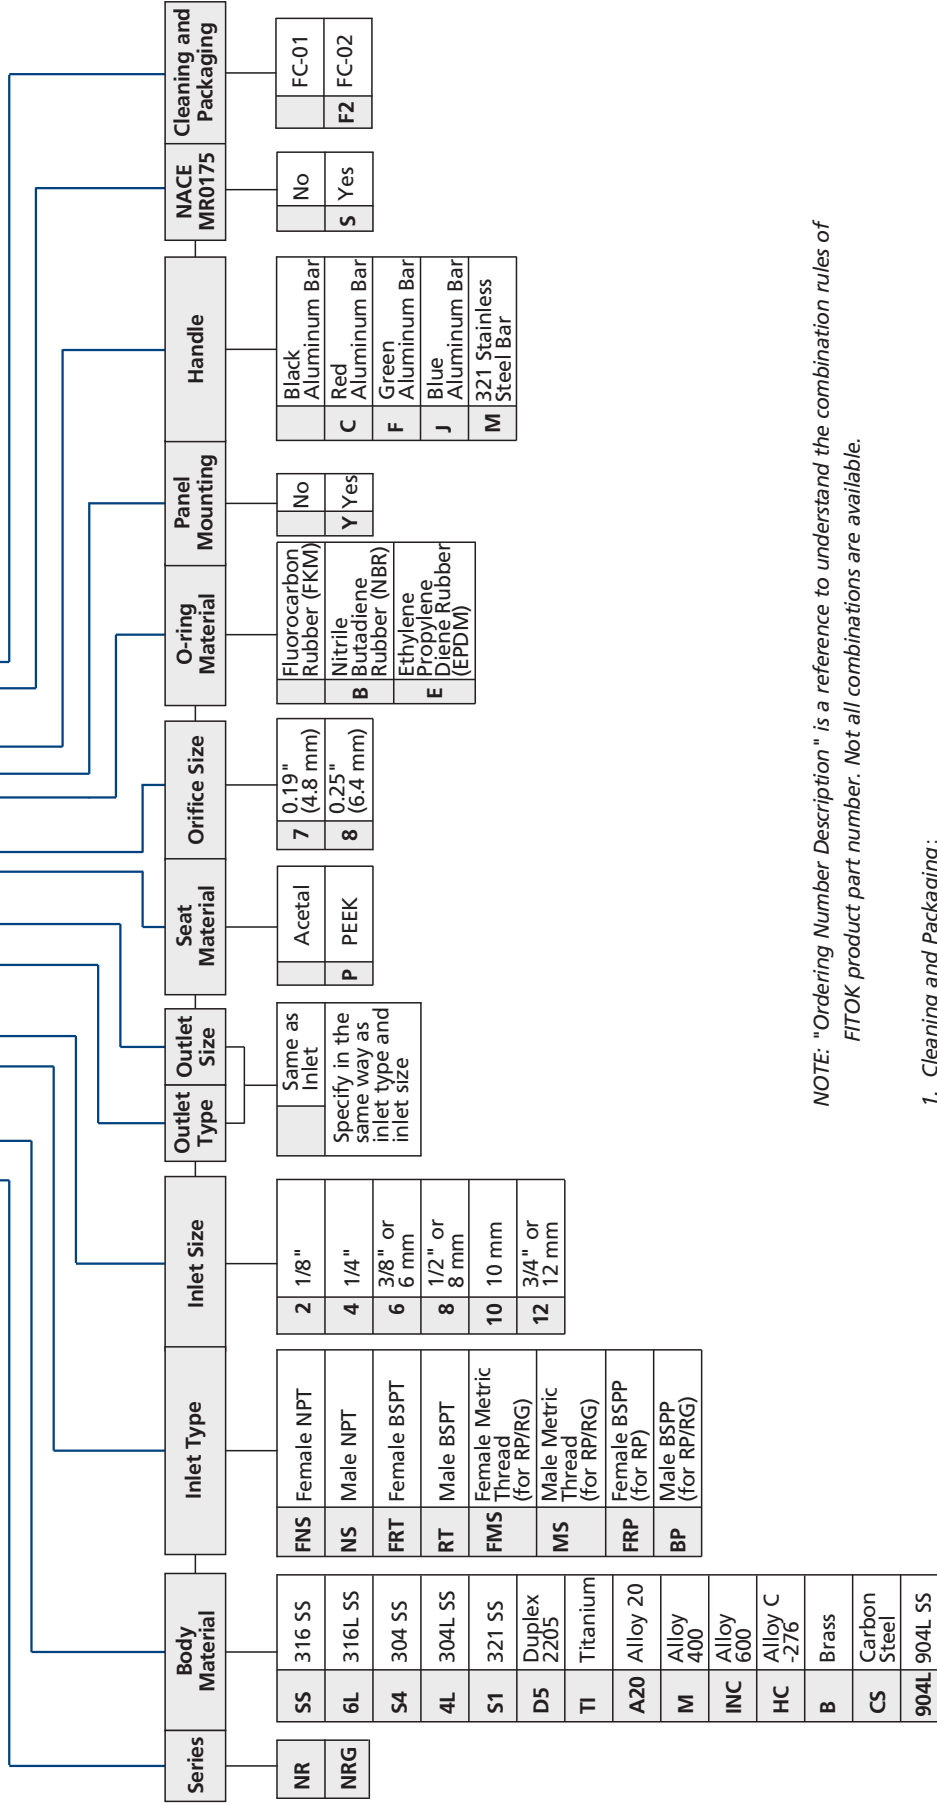 Series
NR
NRG
Body
Material
SS 316 SS
6L 316L SS
S4 304 SS
4L 304L SS
S1 321 SS
D5 Duplex
2205
TI Titanium
A20 Alloy 20
M Alloy
400
INC Alloy
600
HC Alloy C
-276
B Brass
CS Carbon
Steel
904L 904L SS
Inlet Type
FNS Female NPT
NS Male NPT
FRT Female BSPT
RT Male BSPT
FMS Female Metric
Thread
(for RP/RG)
MS Male Metric
Thread
(for RP/RG)
FRP Female BSPP
(for RP)
BP Male BSPP
(for RP/RG)
Inlet Size
2 1/8"
4 1/4"
6 3/8" or
6 mm
8 1/2" or
8 mm
10 10 mm
12 3/4" or
12 mm
Outlet
Type
Outlet
Size
Same as
Inlet
Specify in the
same way as
inlet type and
inlet size
Seat
Material
Acetal
P PEEK
Orifice Size
7 0.19"
(4.8 mm)
8 0.25"
(6.4 mm)
O-ring
Material
Fluorocarbon
Rubber (FKM)
B Nitrile
Butadiene
Rubber (NBR)
E Ethylene
Propylene
Diene Rubber
(EPDM)
Panel
Mounting
No
Y Yes
Handle
Black
Aluminum Bar
C Red
Aluminum Bar
F Green
Aluminum Bar
J Blue
Aluminum Bar
M 321 Stainless
Steel Bar
NACE
MR0175
No
S Yes
Cleaning and
Packaging
FC-01
F2 FC-02
NOTE: "Ordering Number Description" is a reference to understand the combination rules of
FITOK product part number. Not all combinations are available.
1. Cleaning and Packaging: